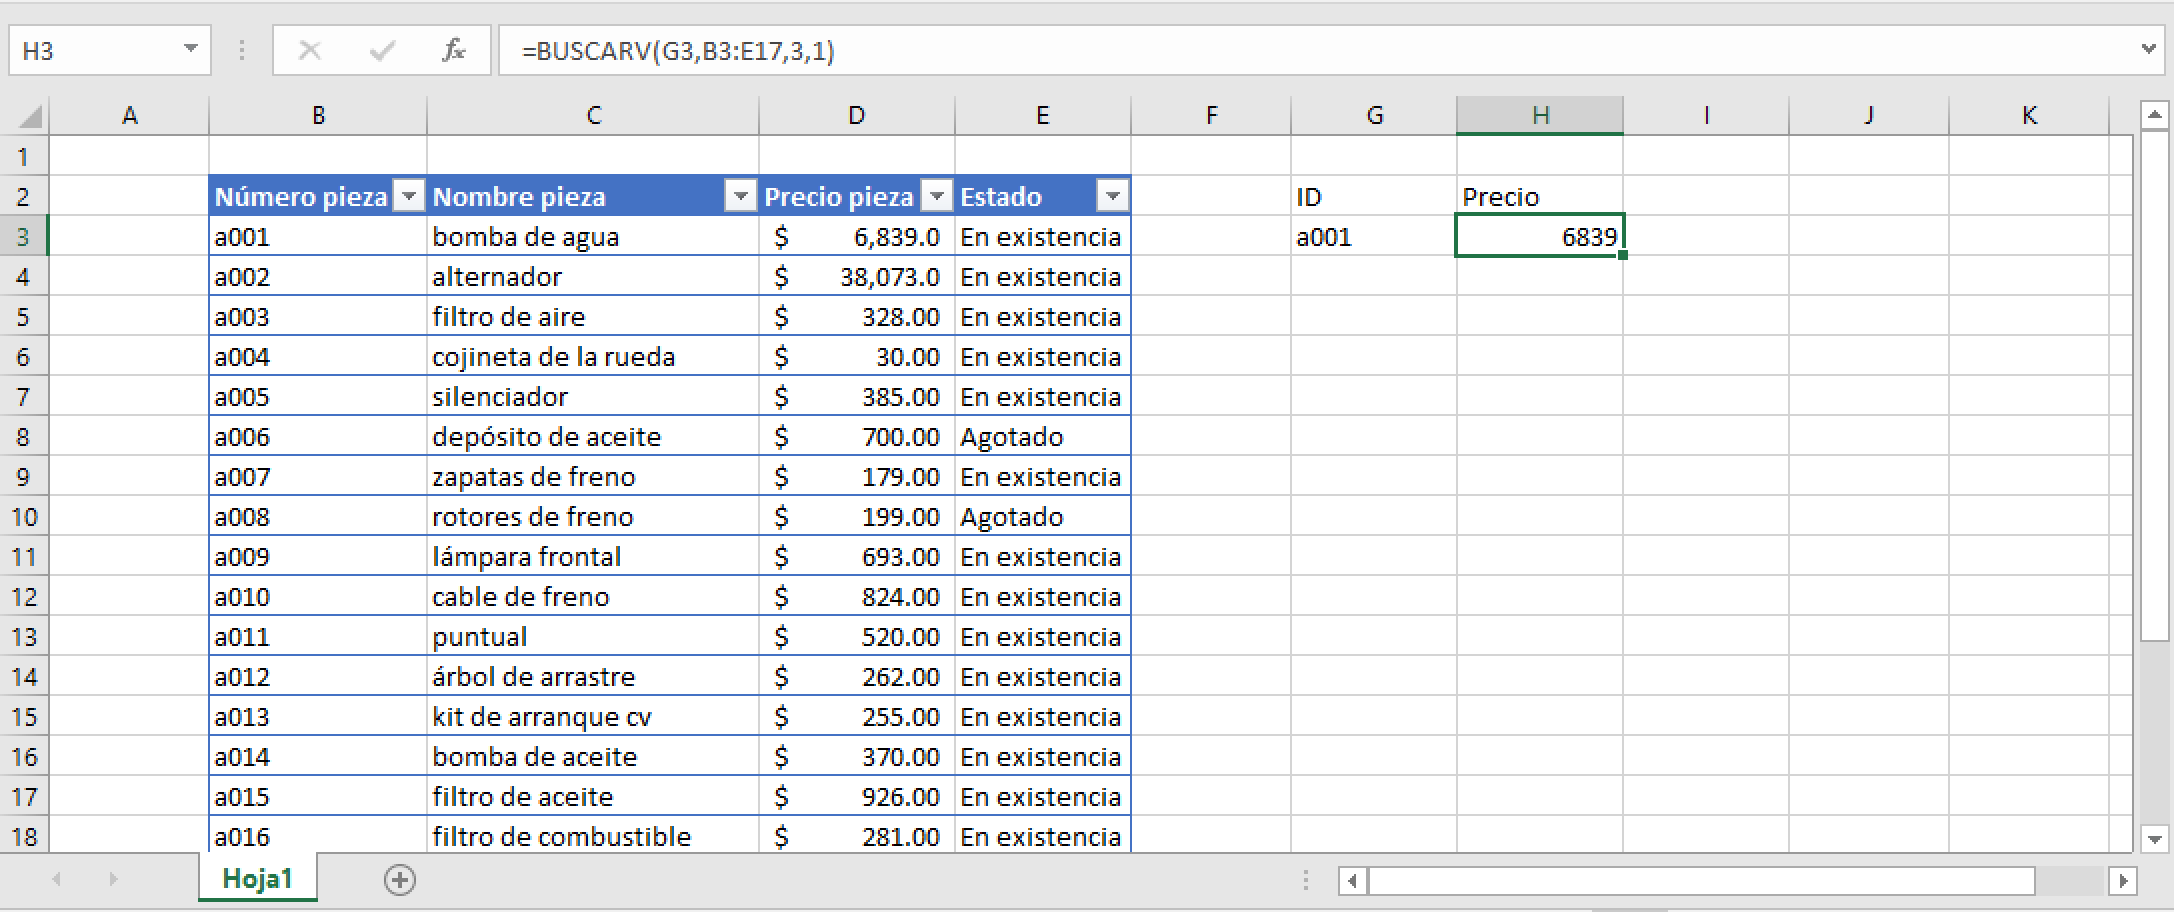 H3 fx =BUSCARV(G3,B3:E17,3,1)
A B C D E F G H I J K
1
2 Número pieza Nombre pieza Precio pieza Estado ID Precio
3 a001 bomba de agua $ 6,839.0 En existencia a001 6839
4 a002 alternador $ 38,073.0 En existencia
5 a003 filtro de aire $ 328.00 En existencia
6 a004 cojineta de la rueda $ 30.00 En existencia
7 a005 silenciador $ 385.00 En existencia
8 a006 depósito de aceite $ 700.00 Agotado
9 a007 zapatas de freno $ 179.00 En existencia
10 a008 rotores de freno $ 199.00 Agotado
11 a009 lámpara frontal $ 693.00 En existencia
12 a010 cable de freno $ 824.00 En existencia
13 a011 puntual $ 520.00 En existencia
14 a012 árbol de arrastre $ 262.00 En existencia
15 a013 kit de arranque cv $ 255.00 En existencia
16 a014 bomba de aceite $ 370.00 En existencia
17 a015 filtro de aceite $ 926.00 En existencia
18 a016 filtro de combustible $ 281.00 En existencia
Hoja1